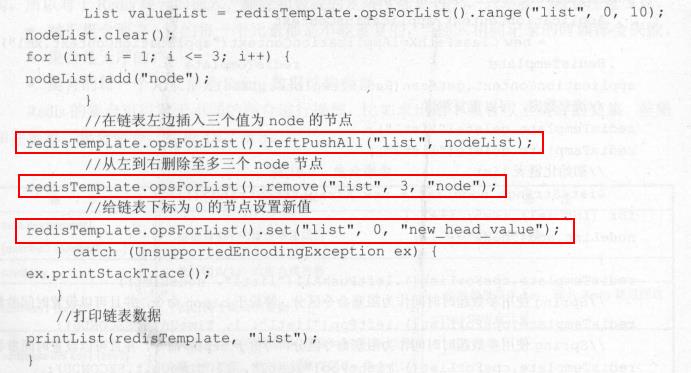 List valueList = redisTemplate.opsForList().range("list", 0, 10);
nodeList.clear();
for (int i = 1; i <= 3; i++) {
nodeList.add("node");
}
//在链表左边插入三个值为 node 的节点
redisTemplate.opsForList().leftPushAll("list", nodeList);
//从左到右删除至多三个 node 节点
redisTemplate.opsForList().remove("list", 3, "node");
//给链表下标为 0 的节点设置新值
redisTemplate.opsForList().set("list", 0, "new_head_value");
} catch (UnsupportedEncodingException ex) {
ex.printStackTrace();
}
//打印链表数据
printList(redisTemplate, "list");
}